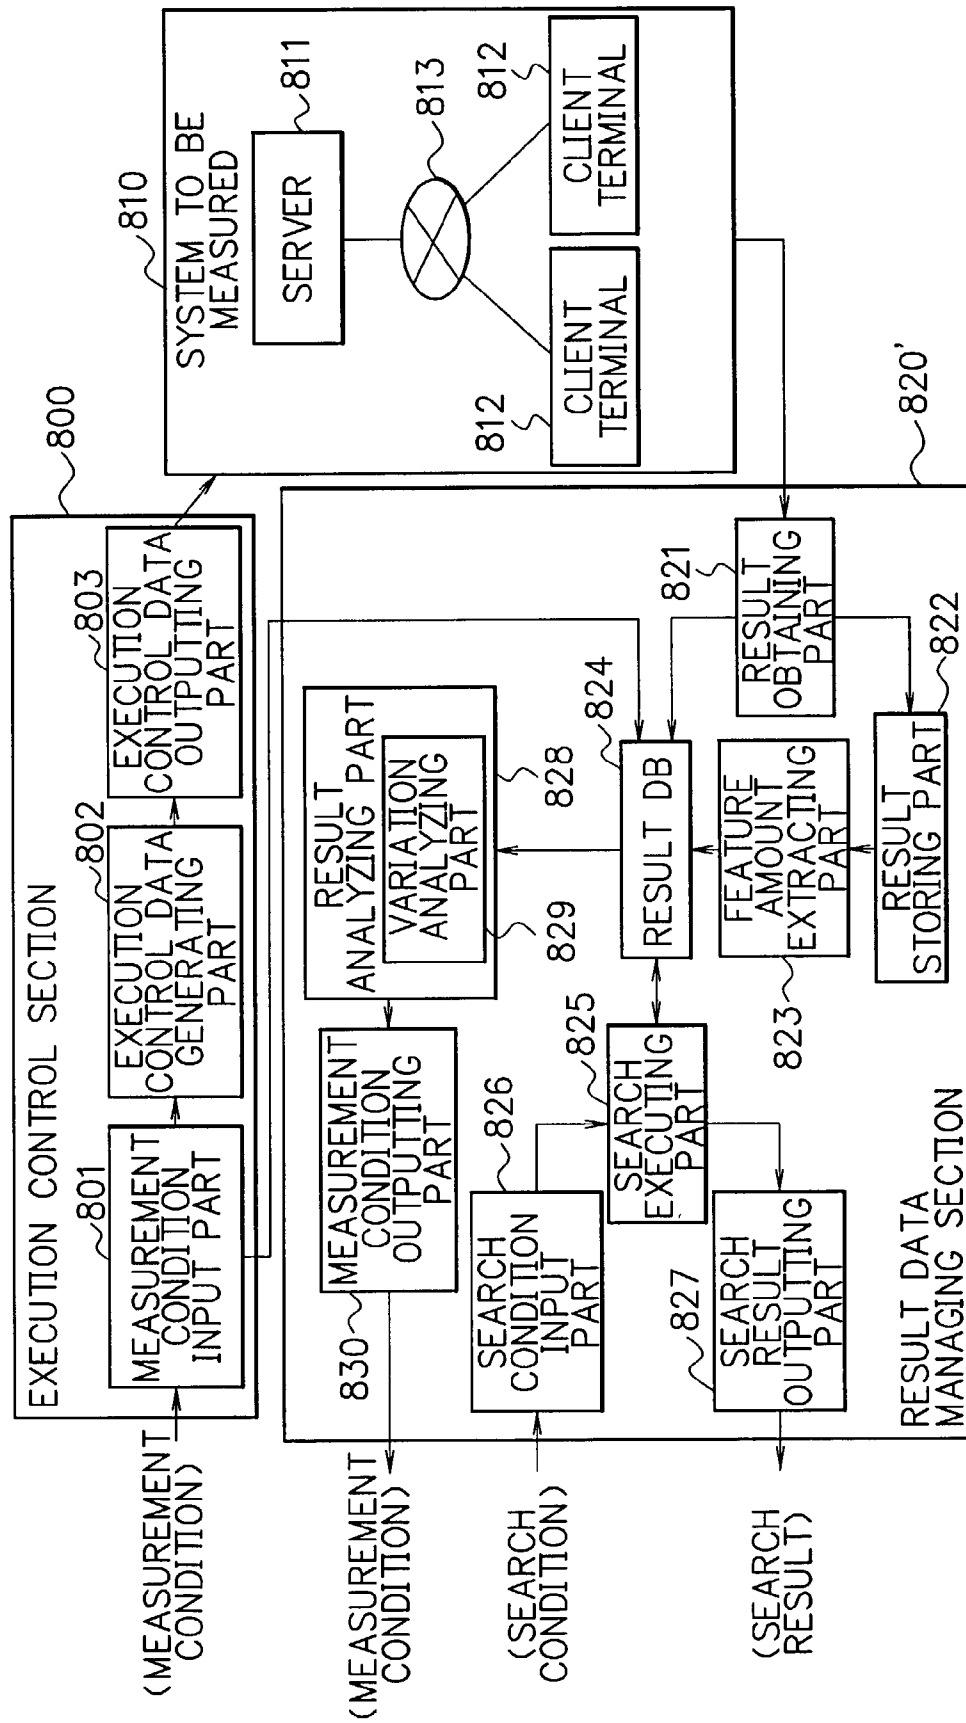 EXECUTION CONTROL SECTION
800
(MEASUREMENT
CONDITION)
801
MEASUREMENT
CONDITION
INPUT PART
802
EXECUTION
CONTROL DATA
GENERATING
PART
803
EXECUTION
CONTROL DATA
OUTPUTTING
PART
810
SYSTEM TO BE
MEASURED
SERVER
811
813
812
CLIENT
TERMINAL
812
CLIENT
TERMINAL
820'
(MEASUREMENT
CONDITION)
830
MEASUREMENT
CONDITION
OUTPUTTING
PART
RESULT
ANALYZING PART
VARIATION
ANALYZING
PART
829
828
(SEARCH
CONDITION)
SEARCH
CONDITION
INPUT
PART
826
SEARCH
EXECUTING
PART
825
RESULT DB
824
RESULT
OBTAINING
PART
821
(SEARCH
RESULT)
827
SEARCH
RESULT
OUTPUTTING
PART
823
FEATURE
AMOUNT
EXTRACTING
PART
RESULT
STORING PART
822
RESULT DATA
MANAGING SECTION